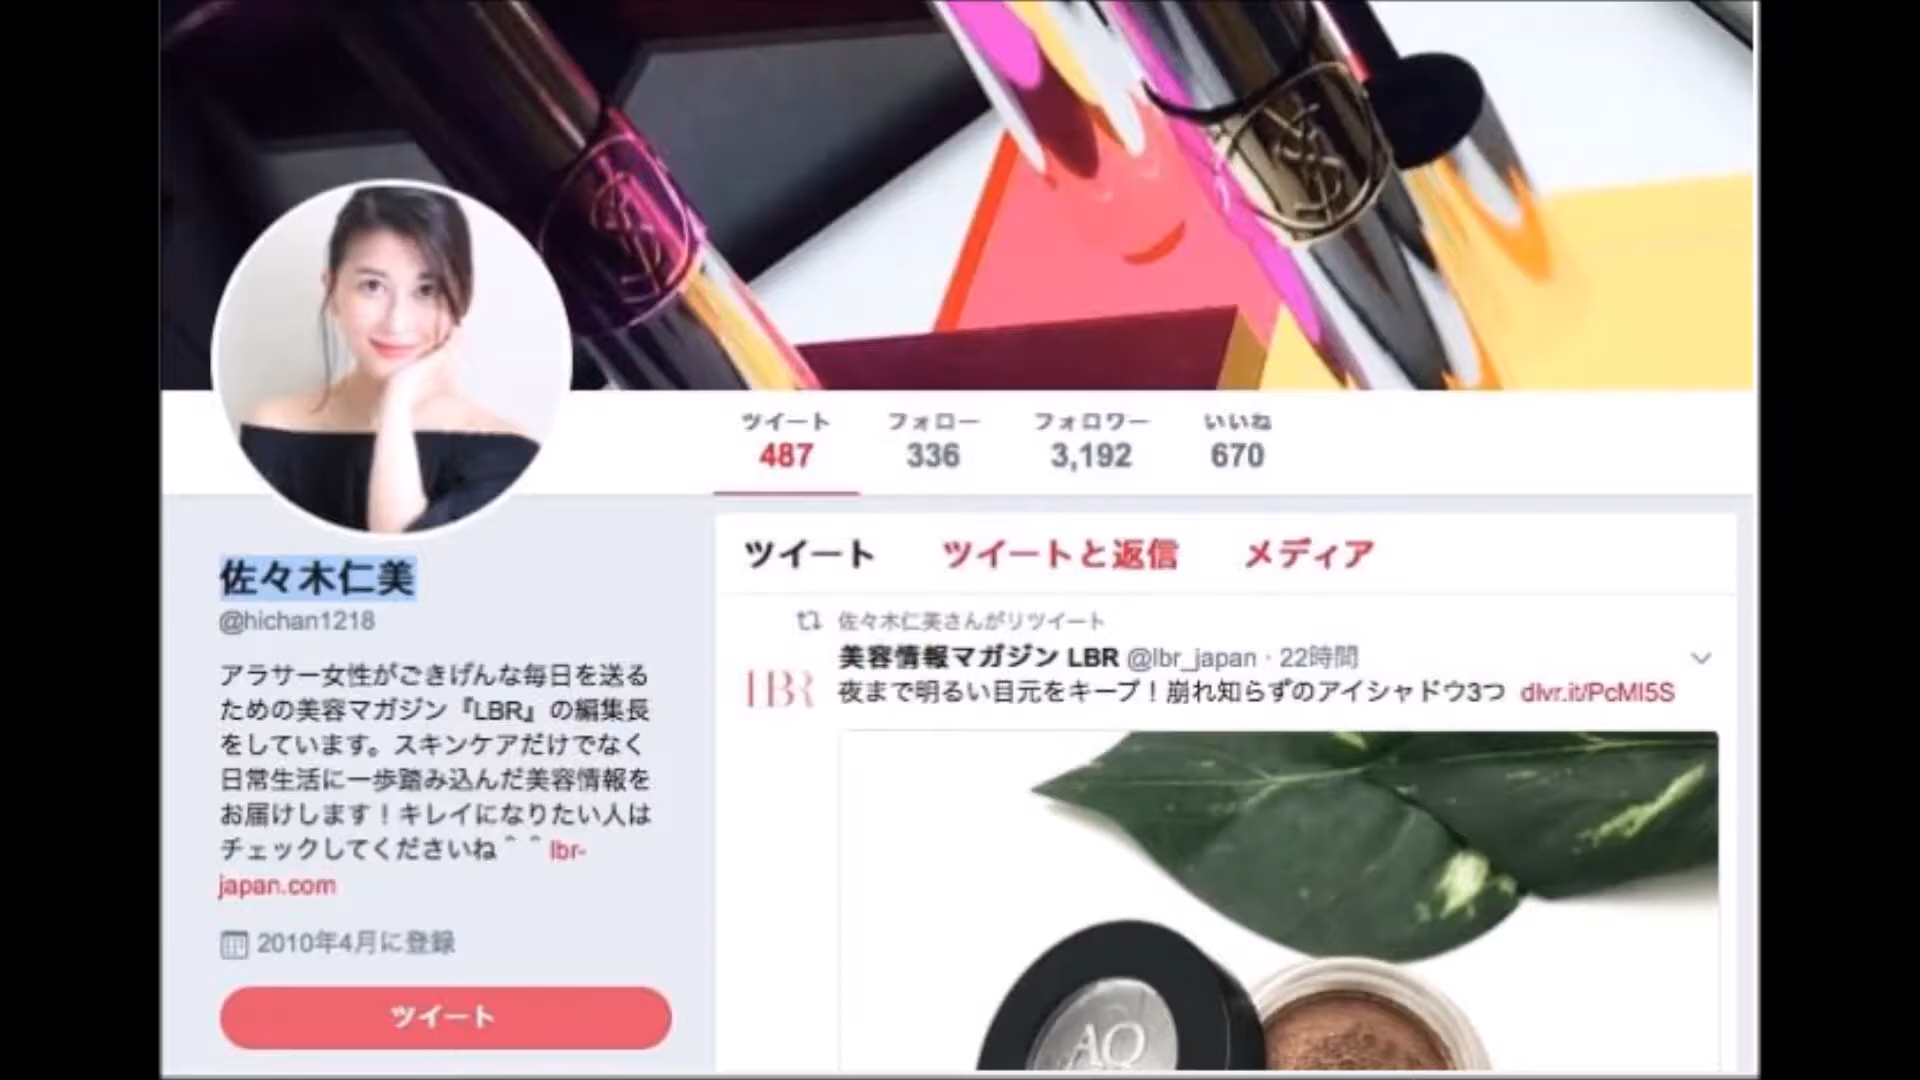 ツイート
487
フォロー
336
フォロワー
3,192
いいね
670
佐々木仁美
@hichan1218
アラサー女性がごきげんな毎日を送る
ための美容マガジン『LBR』の編集長
をしています。スキンケアだけでなく
日常生活に一歩踏み込んだ美容情報を
お届けします！キレイになりたい人は
チェックしてくださいね＾＾lbr-
japan.com
2010年4月に登録
ツイート
ツイート ツイートと返信 メディア
佐々木仁美さんがリツイート
LBR
美容情報マガジン LBR @lbr_japan · 22時間
夜まで明るい目元をキープ！崩れ知らずのアイシャドウ3つ dlvr.it/PcMl5S
AQ